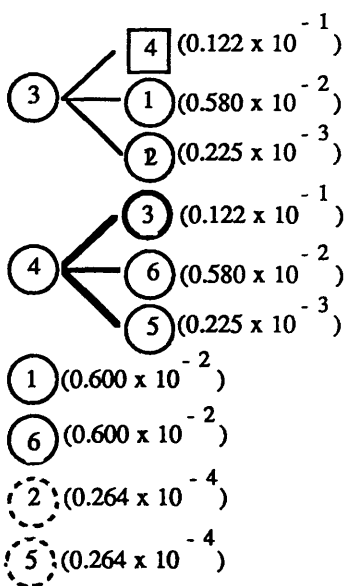 4 (0.122 x 10^-1)
3 1 (0.580 x 10^-2)
2 (0.225 x 10^-3)
3 (0.122 x 10^-1)
4 6 (0.580 x 10^-2)
5 (0.225 x 10^-3)
1 (0.600 x 10^-2)
6 (0.600 x 10^-2)
2 (0.264 x 10^-4)
5 (0.264 x 10^-4)